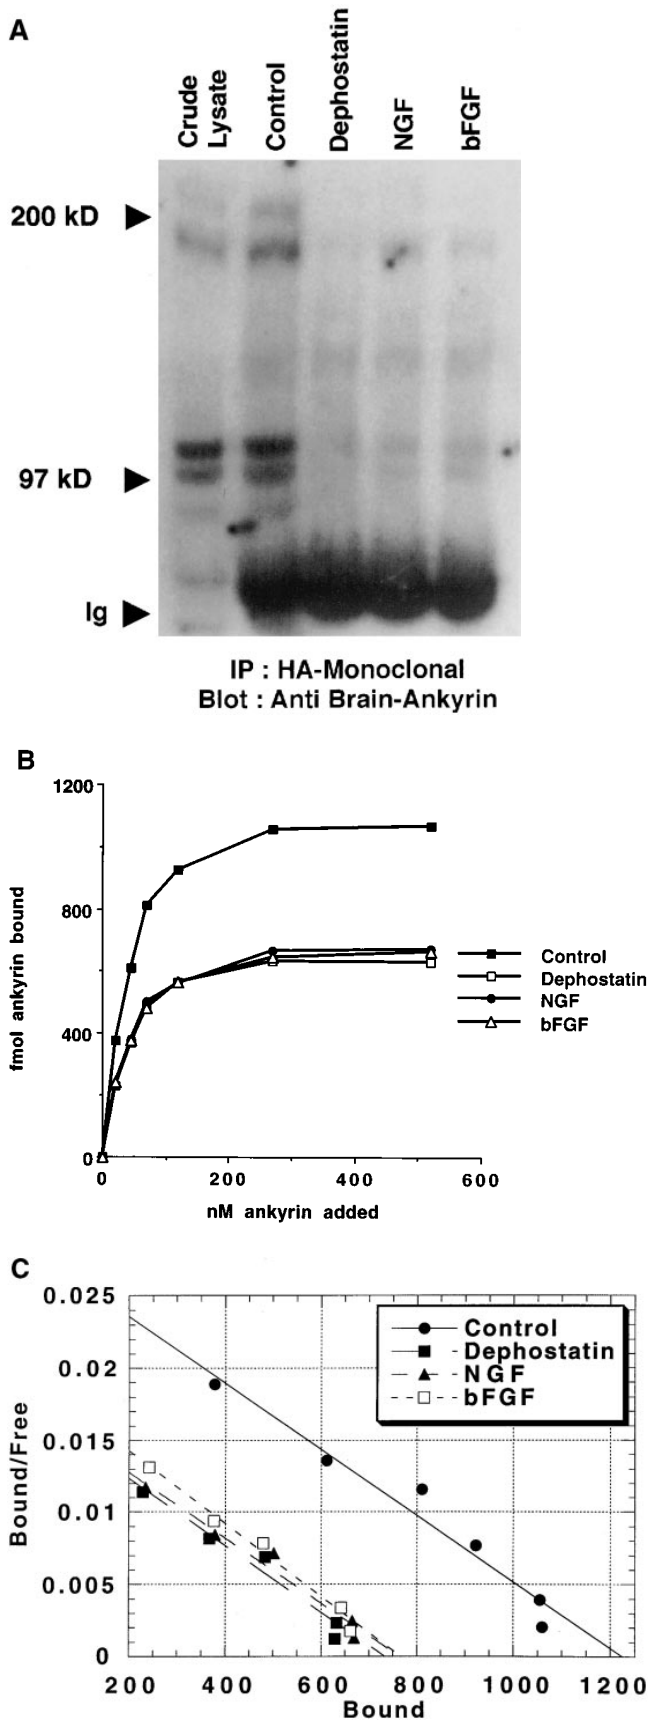 A
Crude
Lysate
Control
Dephostatin
NGF
bFGF
200 kD
97 kD
Ig
IP : HA-Monoclonal
Blot : Anti Brain-Ankyrin
B
1200
800
400
0
fmol ankyrin bound
0 200 400 600
nM ankyrin added
Control
Dephostatin
NGF
bFGF
C
0.025
0.02
0.015
0.01
0.005
0
Bound/Free
Control
Dephostatin
NGF
bFGF
200 400 600 800 1000 1200
Bound